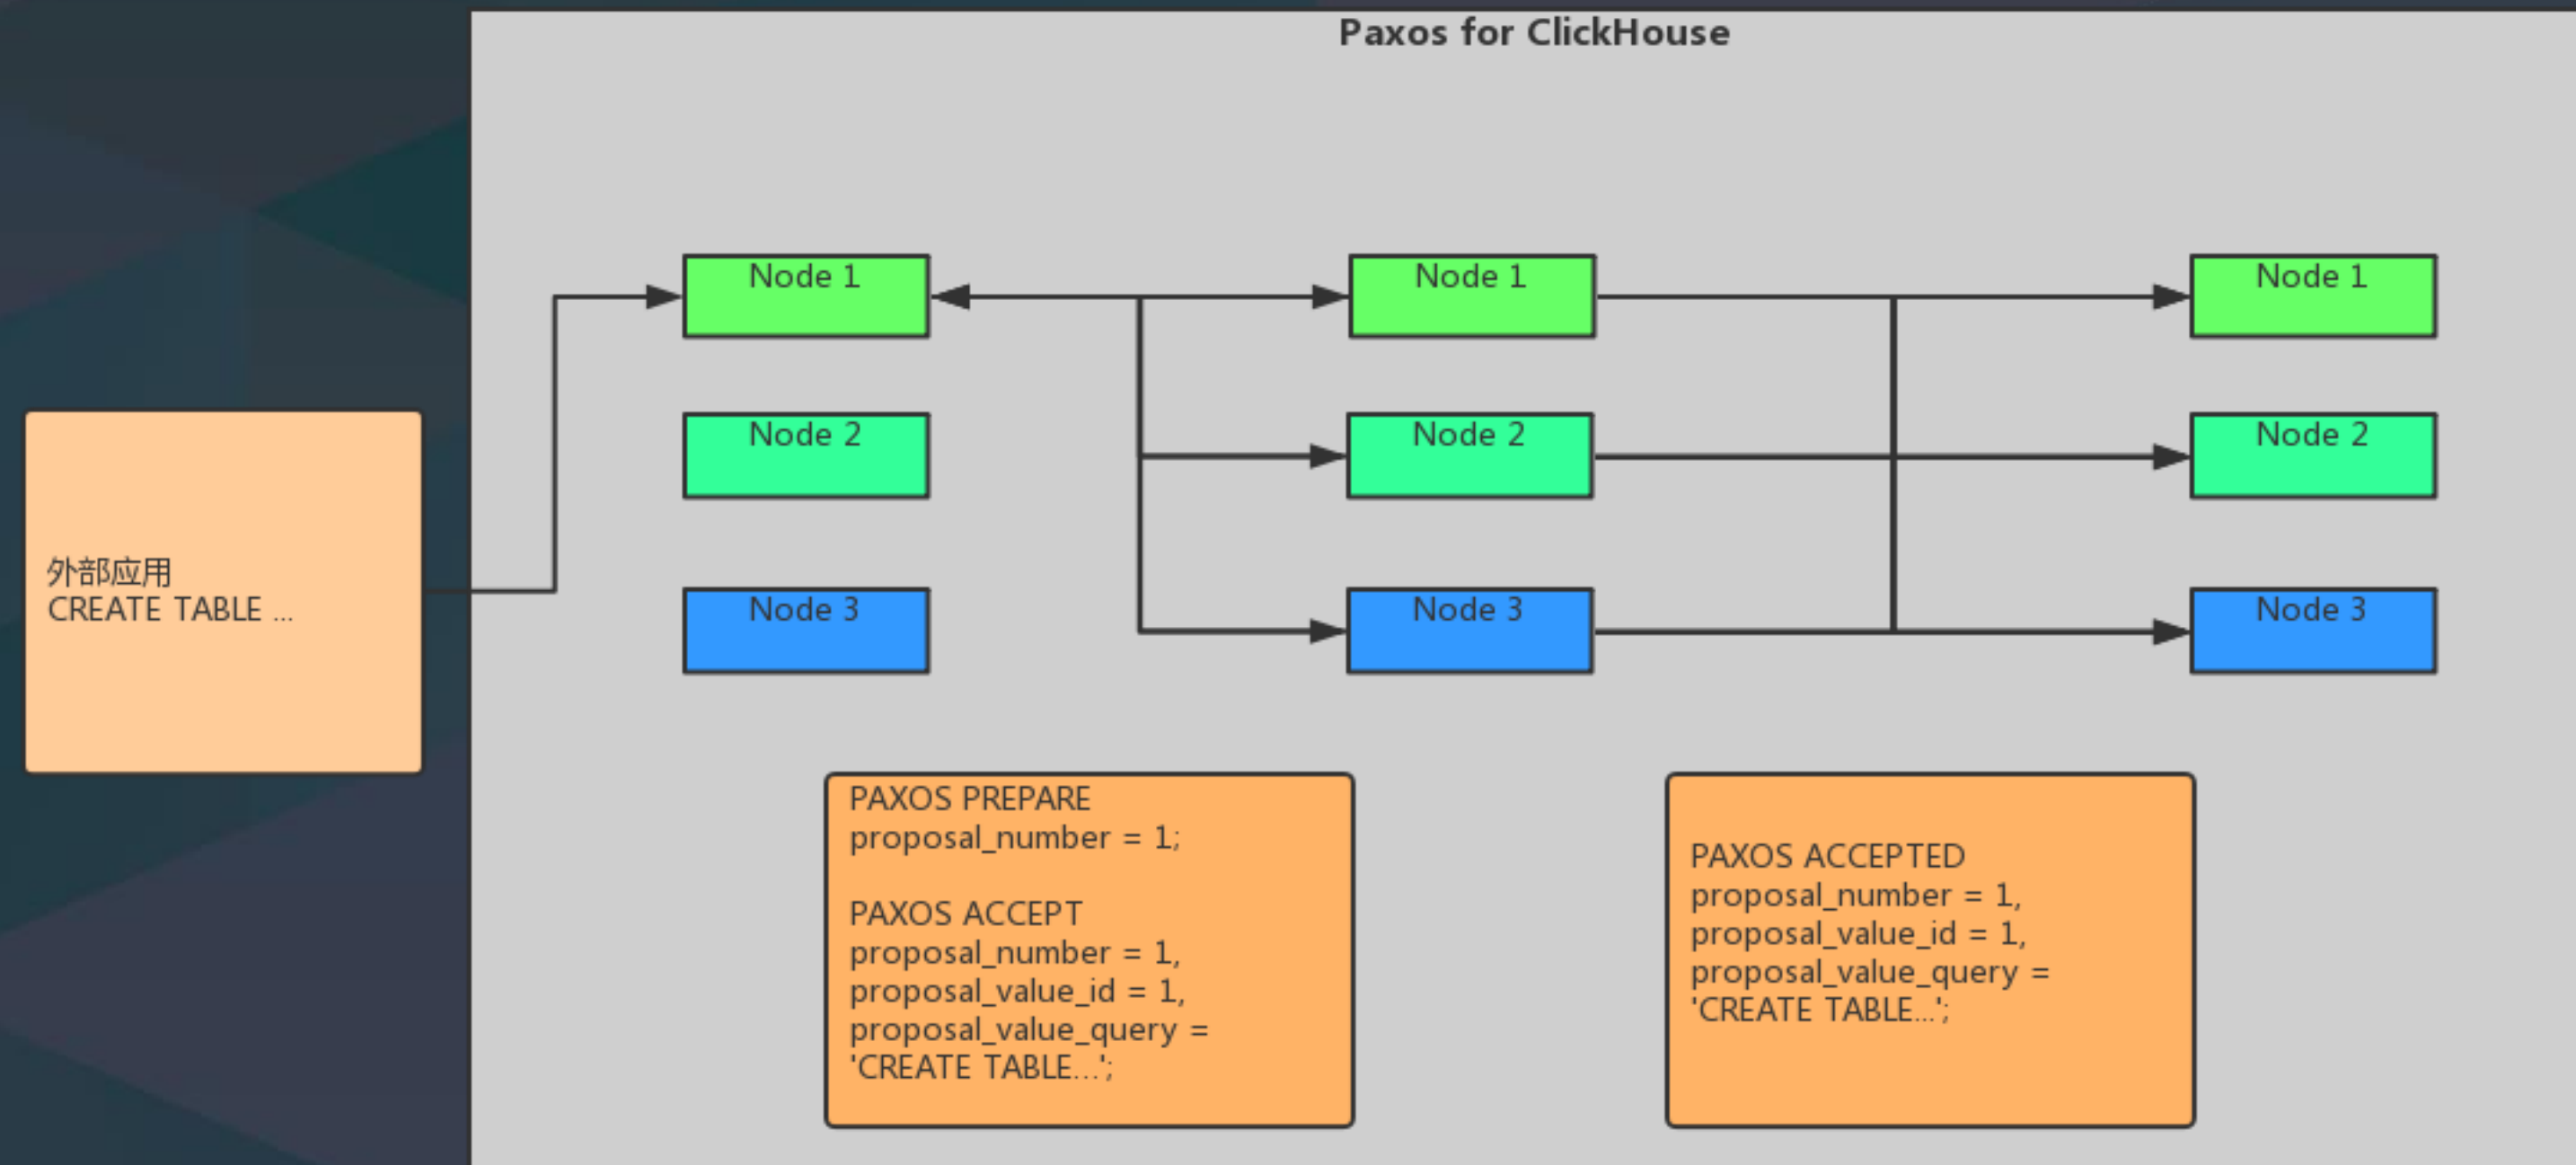 Paxos for ClickHouse
Node 1
Node 1
Node 1
Node 2
Node 2
Node 2
外部应用
CREATE TABLE ...
Node 3
Node 3
Node 3
PAXOS PREPARE
proposal_number = 1;
PAXOS ACCEPT
proposal_number = 1,
proposal_value_id = 1,
proposal_value_query =
'CREATE TABLE...';
PAXOS ACCEPTED
proposal_number = 1,
proposal_value_id = 1,
proposal_value_query =
'CREATE TABLE...';